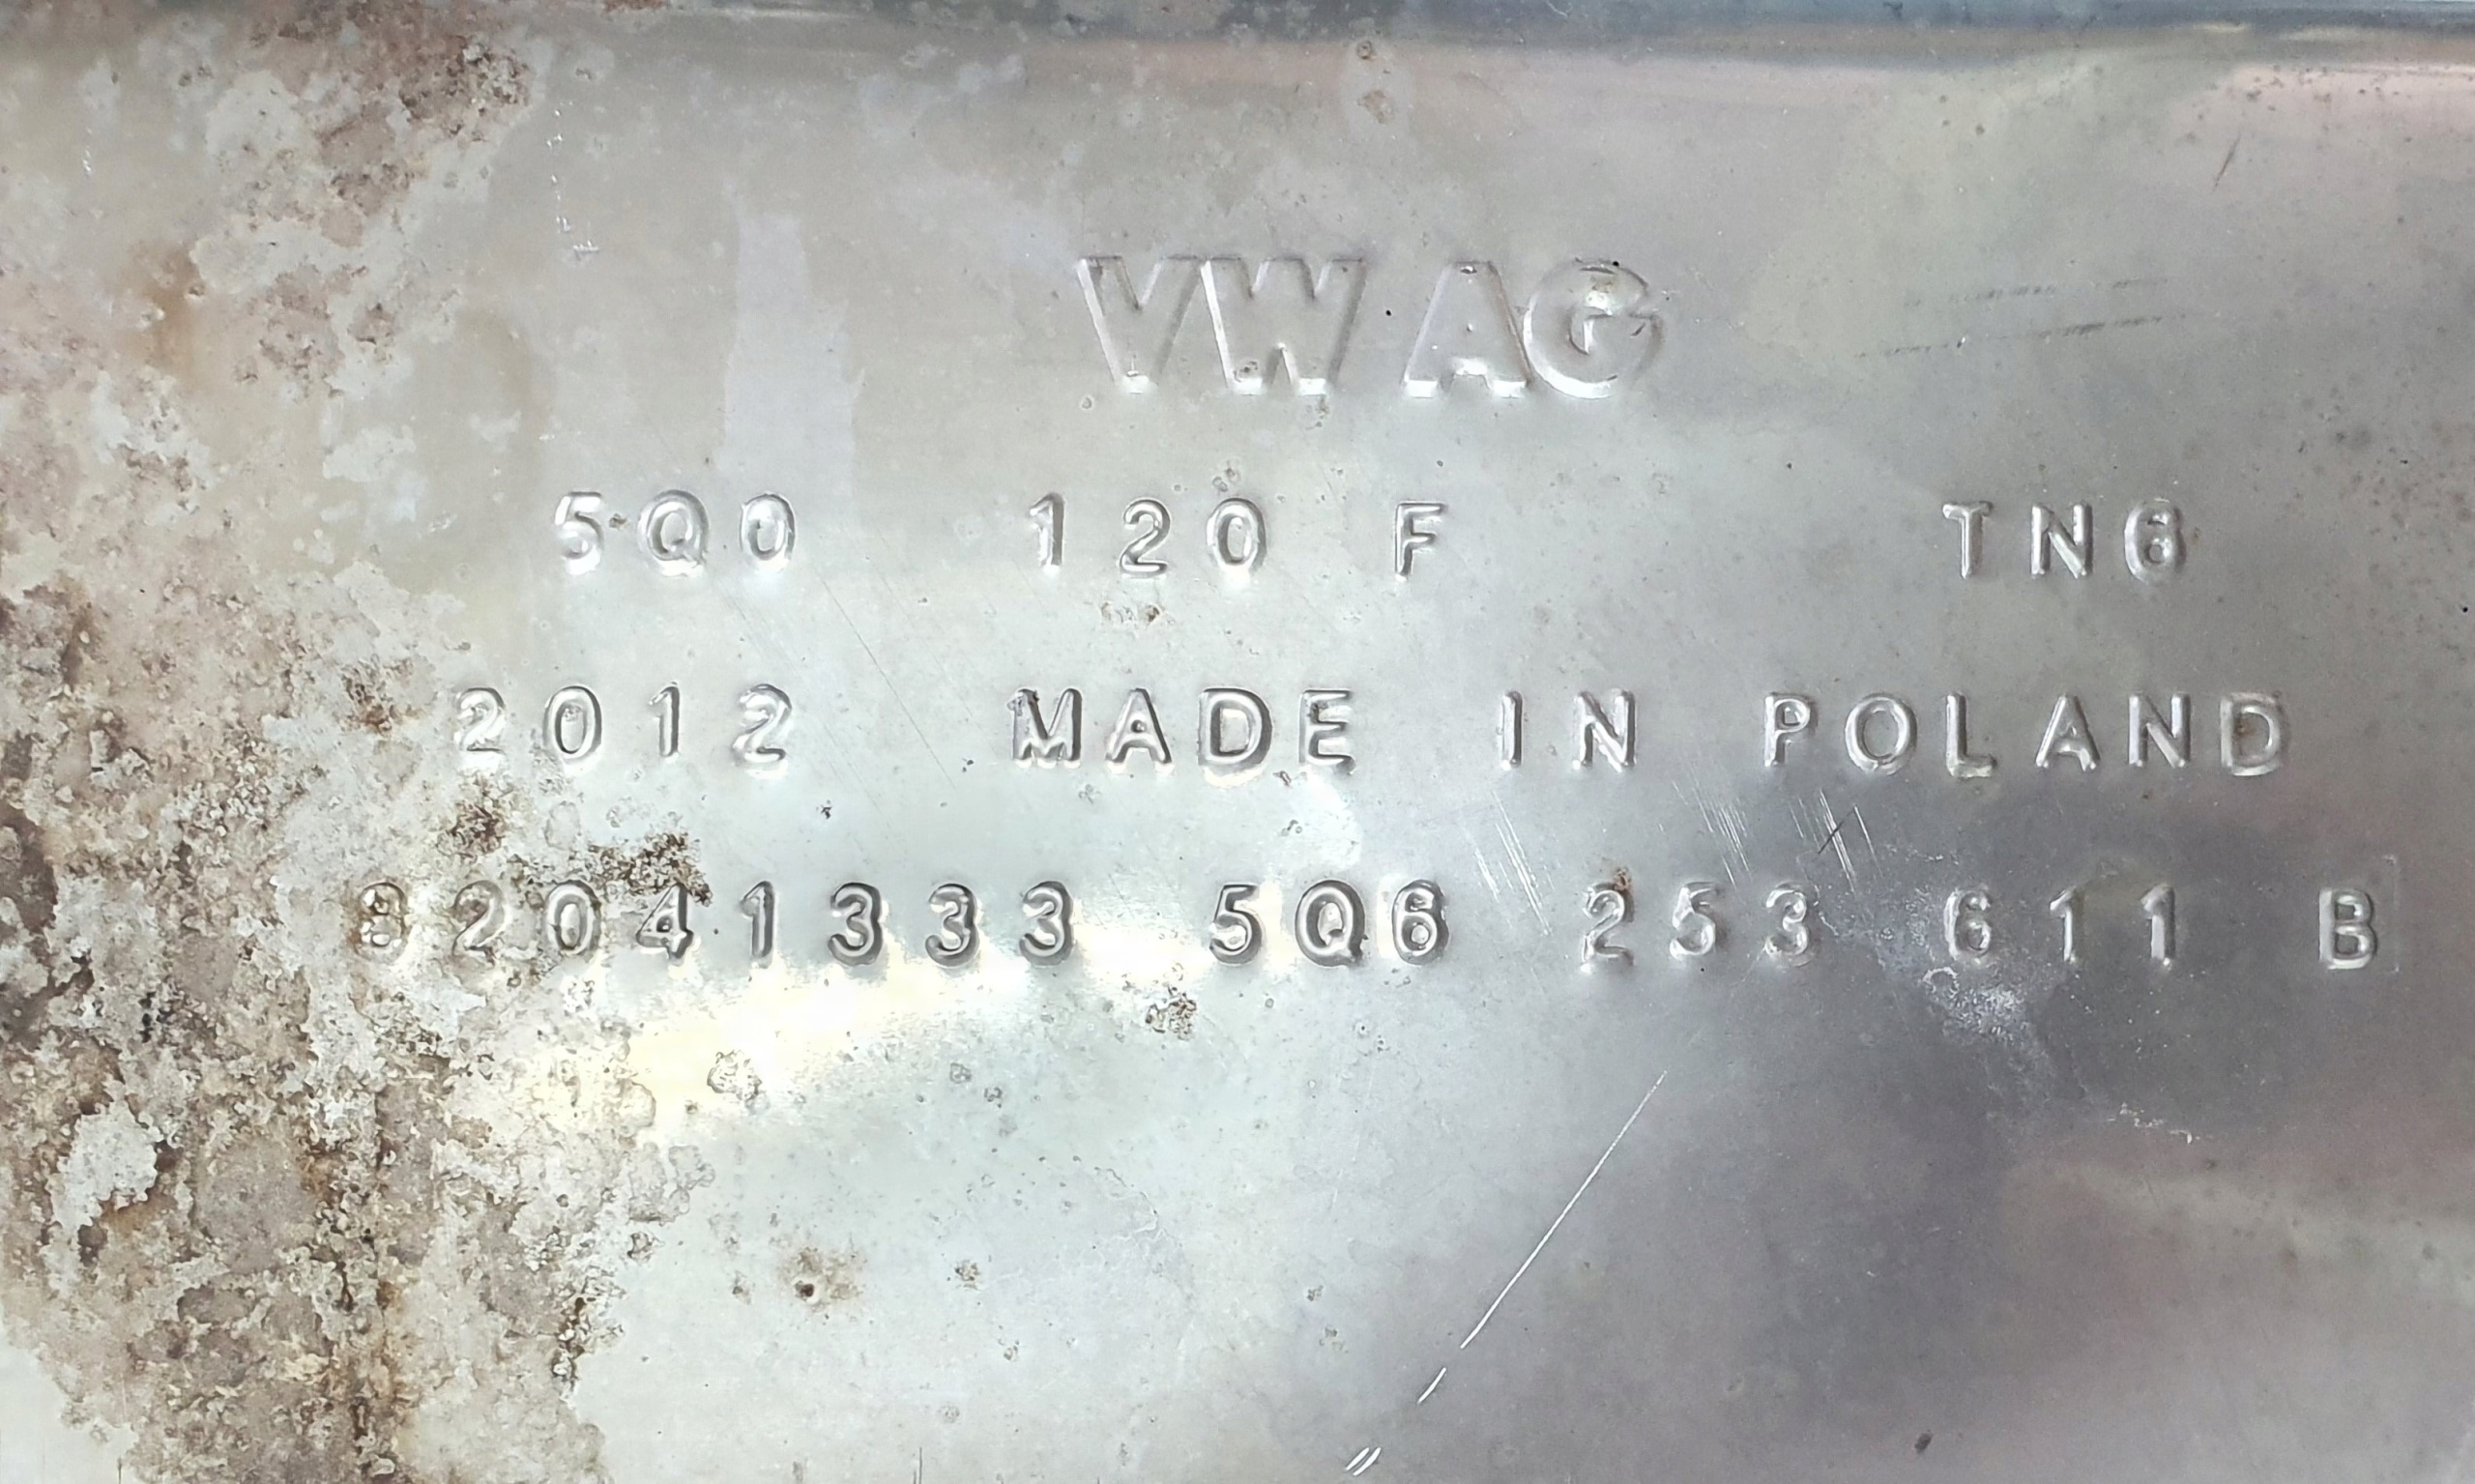 VW AG
5Q0 120 F TN6
2012 MADE IN POLAND
82041333 5Q6 253 611 B